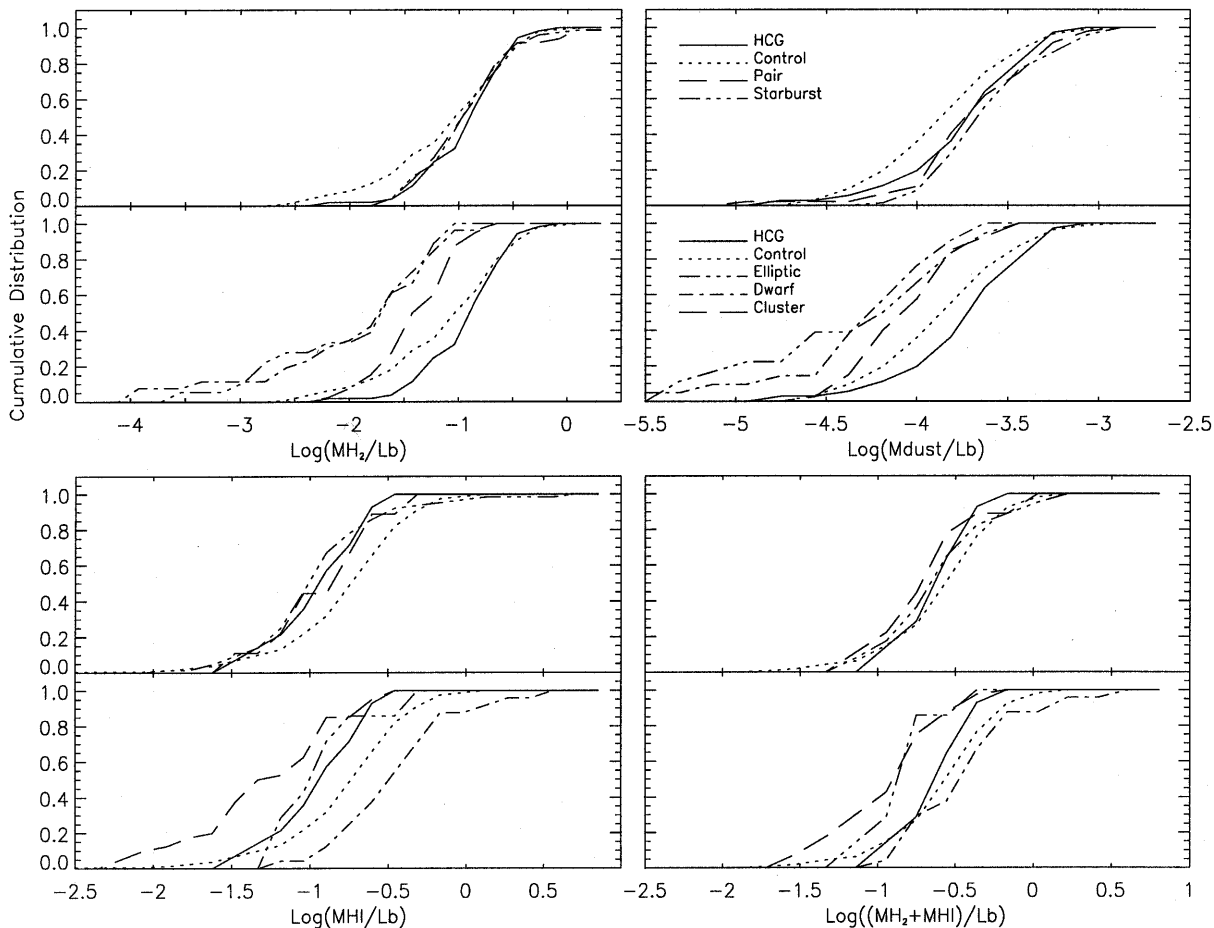 1.0
0.8
0.6
0.4
0.2
0.0
HCG
Control
Pair
Starburst
1.0
0.8
0.6
0.4
0.2
0.0
HCG
Control
Elliptic
Dwarf
Cluster
Cumulative Distribution
-4 -3 -2 -1 0
Log(MH₂/Lb)
-5.5 -5 -4.5 -4 -3.5 -3 -2.5
Log(Mdust/Lb)
1.0
0.8
0.6
0.4
0.2
0.0
1.0
0.8
0.6
0.4
0.2
0.0
-2.5 -2 -1.5 -1 -0.5 0 0.5
Log(MHI/Lb)
-2 -1.5 -1 -0.5 0 0.5 1
Log((MH₂+MHI)/Lb)